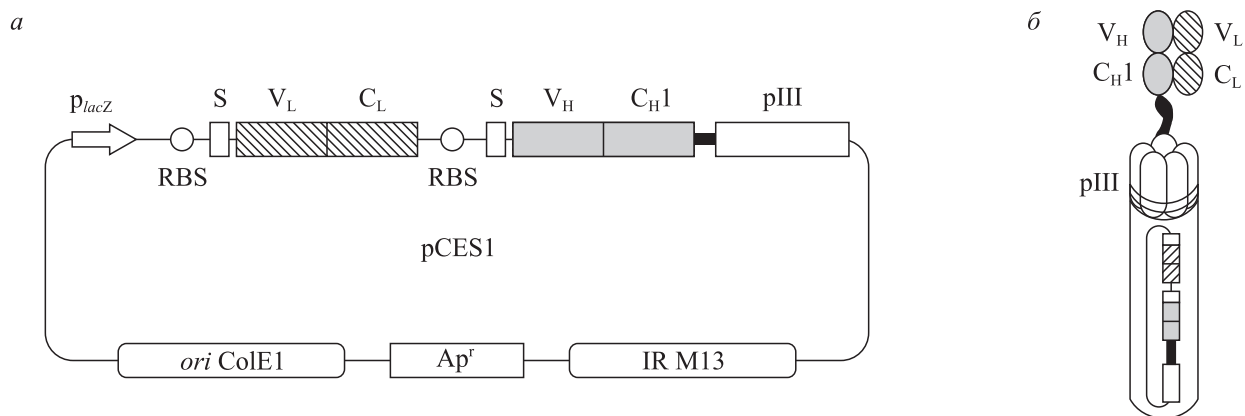 а
p_lacZ
S V_L C_L S V_H C_H1 pIII
RBS RBS
pCES1
ori ColE1 Ap^r IR M13
б
V_H V_L
C_H1 C_L
pIII